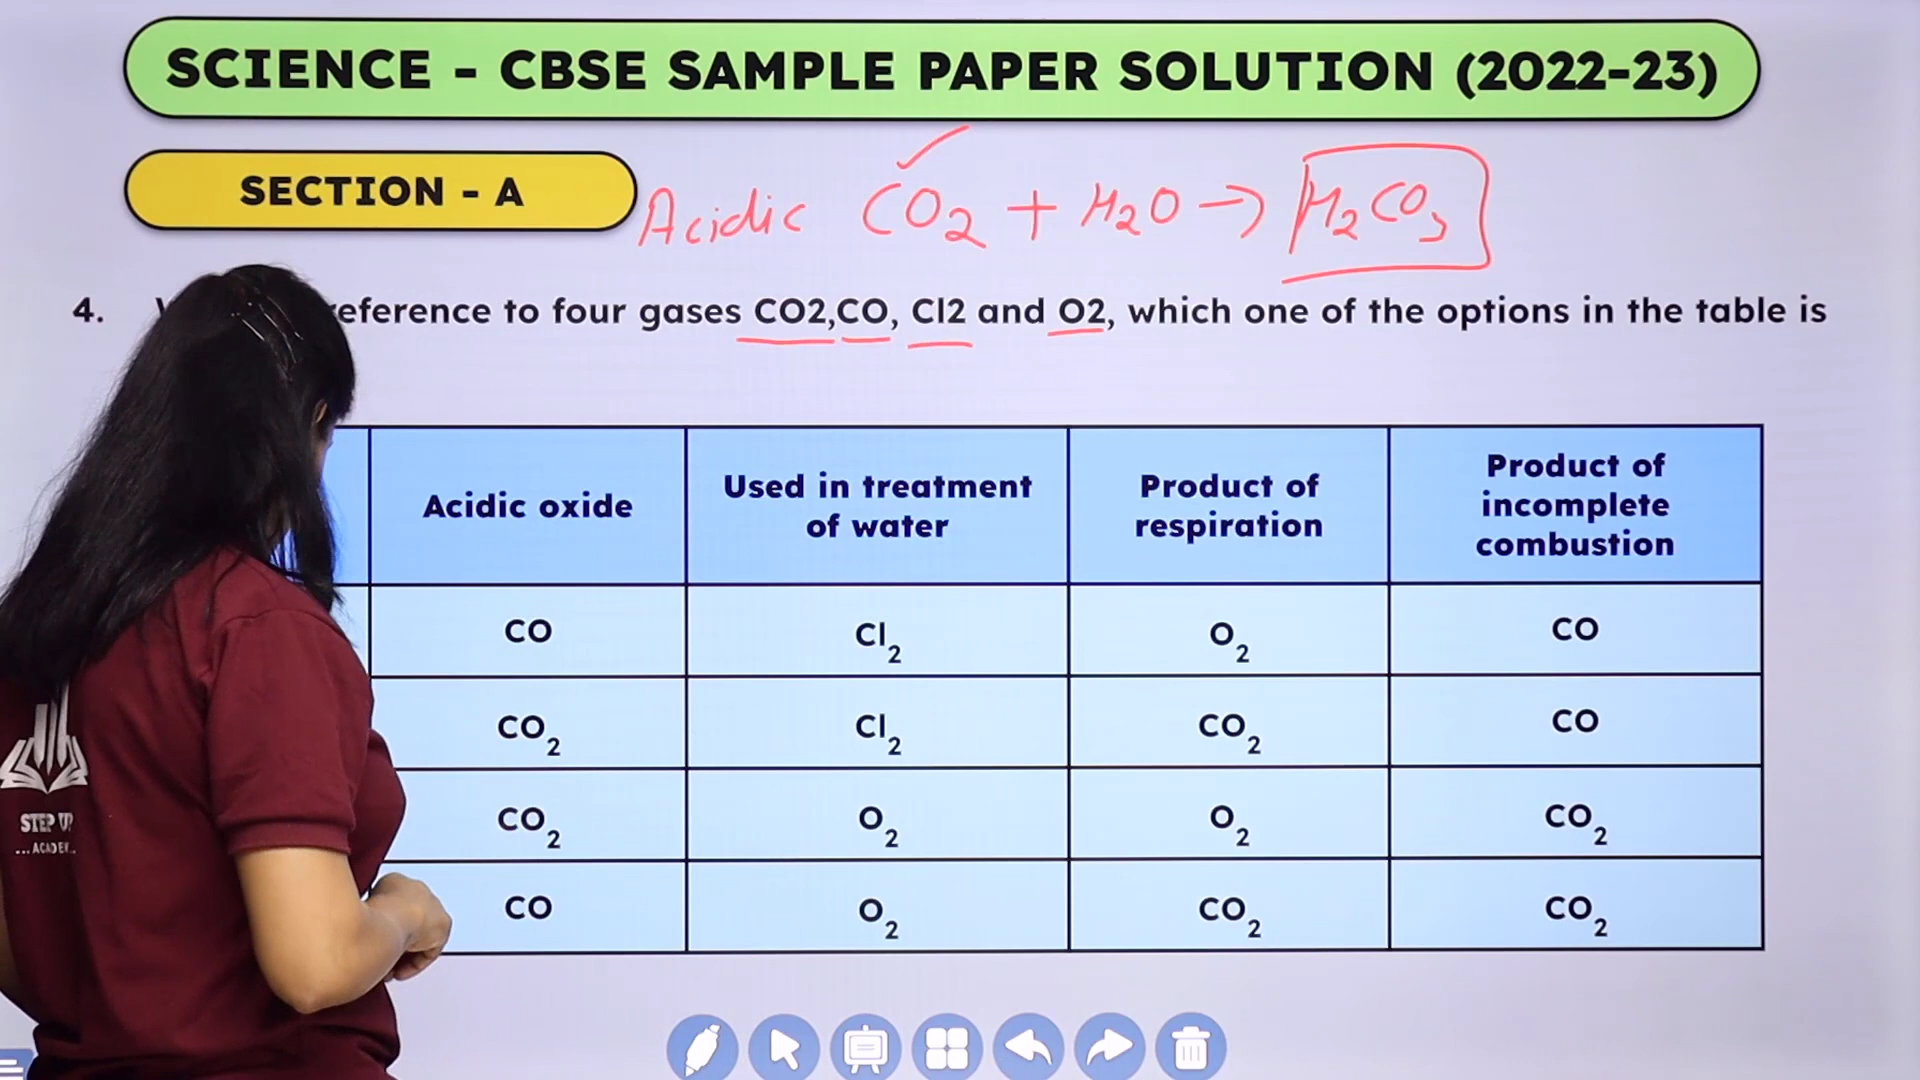 SCIENCE - CBSE SAMPLE PAPER SOLUTION (2022-23)
SECTION - A
Acidic CO2 + H2O → H2CO3
4. eference to four gases CO2,CO, Cl2 and O2, which one of the options in the table is
Acidic oxide
Used in treatment of water
Product of respiration
Product of incomplete combustion
CO Cl2 O2 CO
CO2 Cl2 CO2 CO
CO2 O2 O2 CO2
CO O2 CO2 CO2
STEP UP